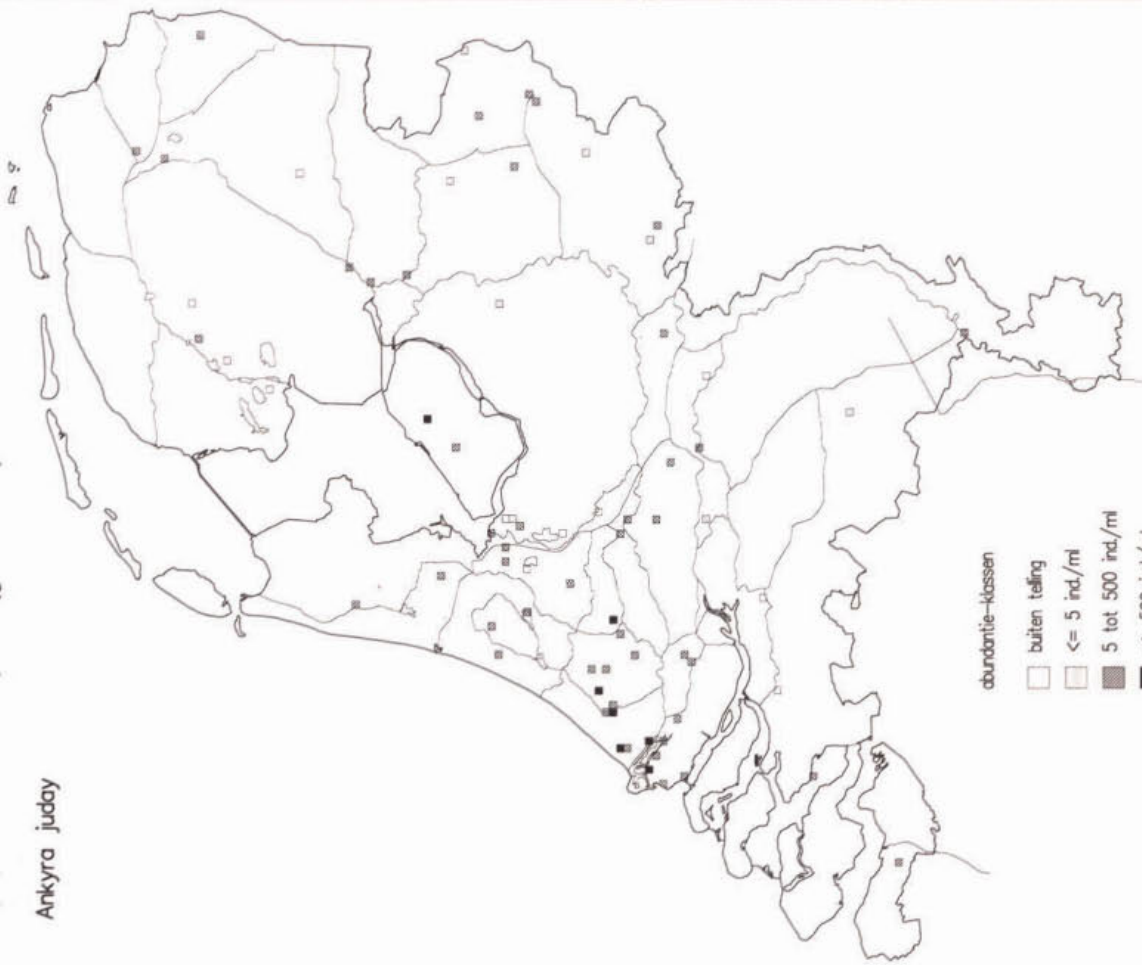 Ankyra juday
abundantie-klassen
buiten telling
<= 5 ind./ml
5 tot 500 ind./ml